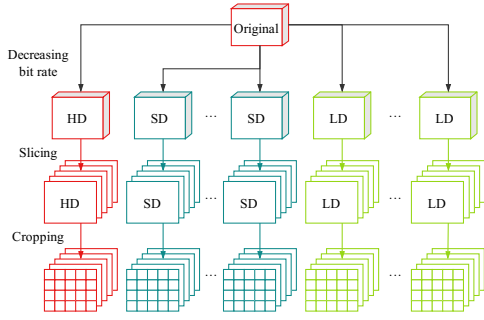 Original
Decreasing
bit rate
HD
SD
...
SD
LD
...
LD
Slicing
HD
SD
...
SD
LD
...
LD
Cropping
...
...